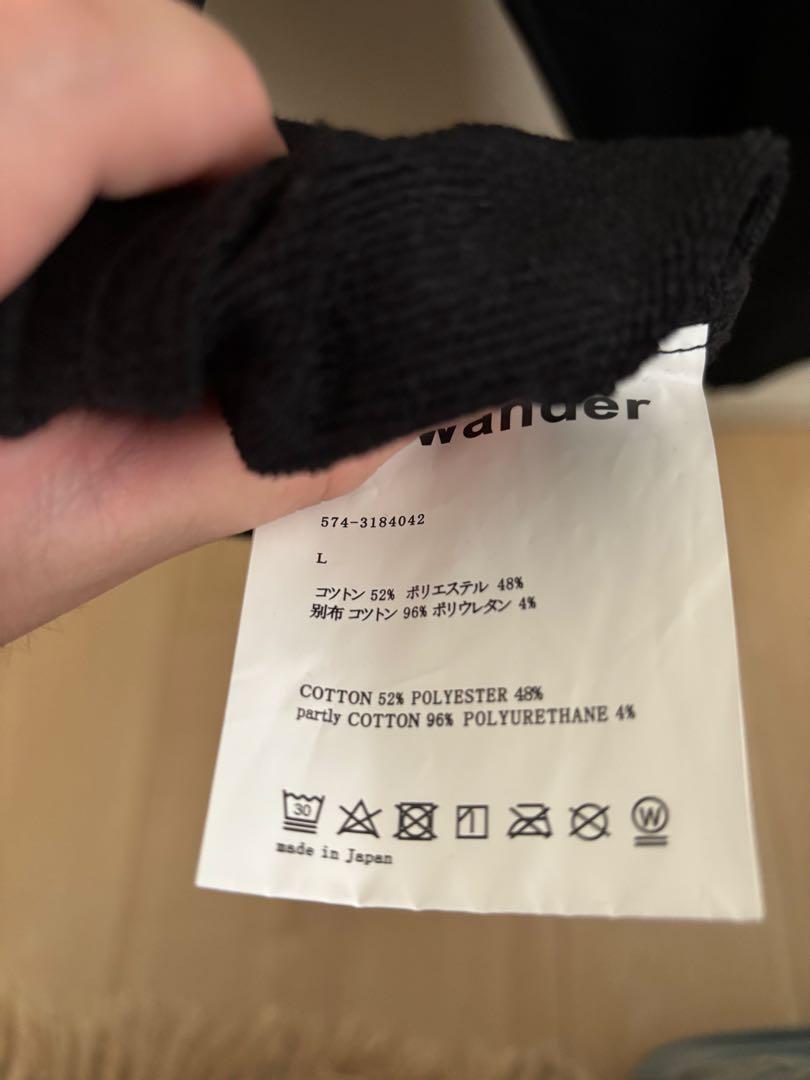 wander
574-3184042
L
コットン 52% ポリエステル 48%
別布 コットン 96% ポリウレタン 4%
COTTON 52% POLYESTER 48%
partly COTTON 96% POLYURETHANE 4%
30 W
made in Japan